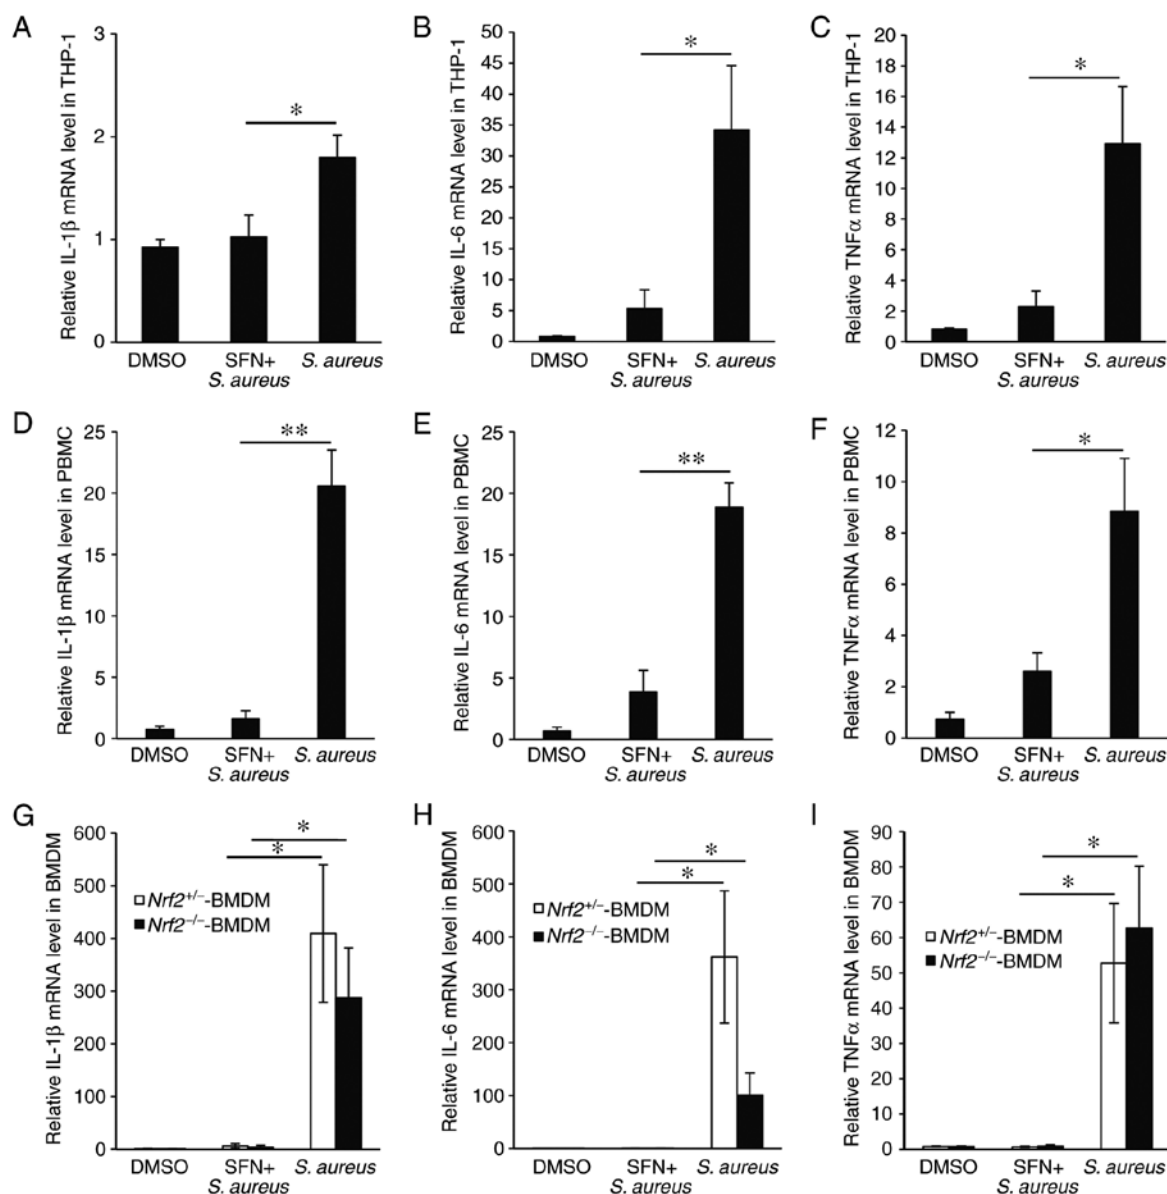 A
Relative IL-1β mRNA level in THP-1
3
2
1
0
*
DMSO
SFN+
S. aureus
S. aureus
B
Relative IL-6 mRNA level in THP-1
50
45
40
35
30
25
20
15
10
5
0
*
DMSO
SFN+
S. aureus
S. aureus
C
Relative TNFα mRNA level in THP-1
20
18
16
14
12
10
8
6
4
2
0
*
DMSO
SFN+
S. aureus
S. aureus
D
Relative IL-1β mRNA level in PBMC
25
20
15
10
5
0
**
DMSO
SFN+
S. aureus
S. aureus
E
Relative IL-6 mRNA level in PBMC
25
20
15
10
5
0
**
DMSO
SFN+
S. aureus
S. aureus
F
Relative TNFα mRNA level in PBMC
12
10
8
6
4
2
0
*
DMSO
SFN+
S. aureus
S. aureus
G
Relative IL-1β mRNA level in BMDM
600
500
400
300
200
100
0
*
*
Nrf2+/–-BMDM
Nrf2–/–-BMDM
DMSO
SFN+
S. aureus
S. aureus
H
Relative IL-6 mRNA level in BMDM
600
500
400
300
200
100
0
*
*
Nrf2+/–-BMDM
Nrf2–/–-BMDM
DMSO
SFN+
S. aureus
S. aureus
I
Relative TNFα mRNA level in BMDM
90
80
70
60
50
40
30
20
10
0
*
*
Nrf2+/–-BMDM
Nrf2–/–-BMDM
DMSO
SFN+
S. aureus
S. aureus